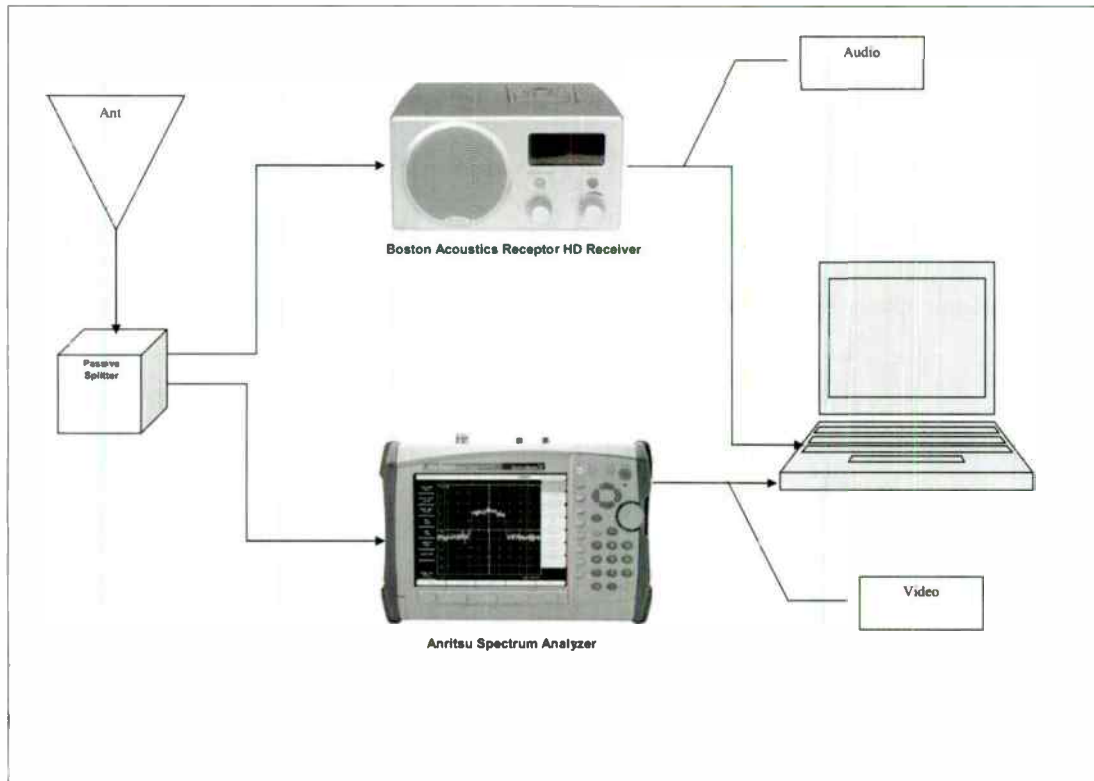 Audio
Ant
Boston Acoustics Receptor HD Receiver
Passive
Splitter
Anritsu Spectrum Analyzer
Video